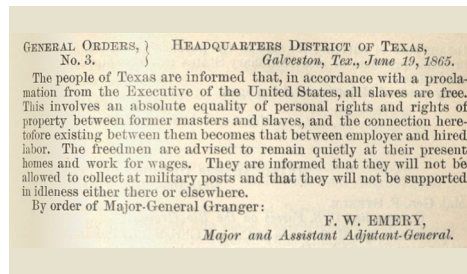 GENERAL ORDERS, } HEADQUARTERS DISTRICT OF TEXAS,
No. 3. } Galveston, Tex., June 19, 1865.
The people of Texas are informed that, in accordance with a procla-
mation from the Executive of the United States, all slaves are free.
This involves an absolute equality of personal rights and rights of
property between former masters and slaves, and the connection here-
tofore existing between them becomes that between employer and hired
labor. The freedmen are advised to remain quietly at their present
homes and work for wages. They are informed that they will not be
allowed to collect at military posts and that they will not be supported
in idleness either there or elsewhere.
By order of Major-General Granger:
F. W. EMERY,
Major and Assistant Adjutant-General.